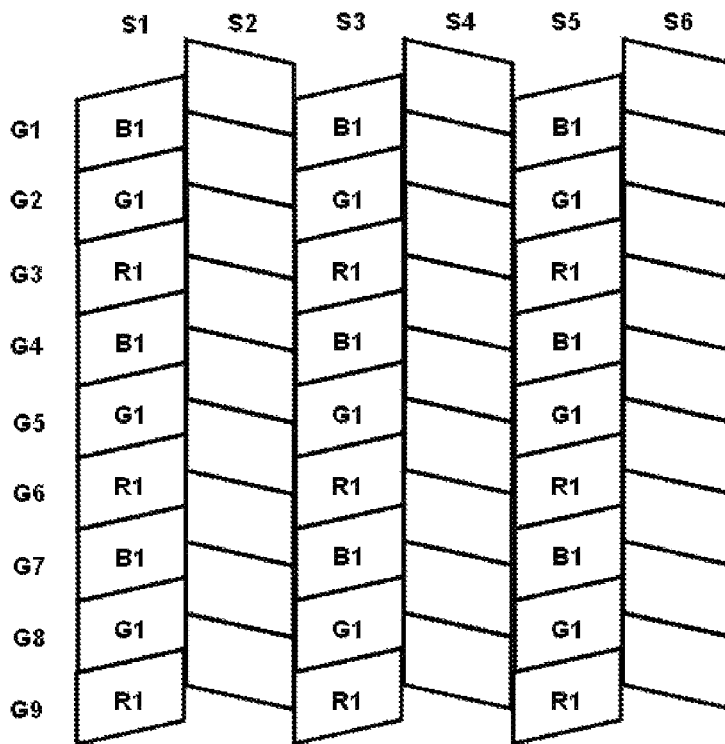 S1 S2 S3 S4 S5 S6
G1 B1 B1 B1
G2 G1 G1 G1
G3 R1 R1 R1
G4 B1 B1 B1
G5 G1 G1 G1
G6 R1 R1 R1
G7 B1 B1 B1
G8 G1 G1 G1
G9 R1 R1 R1